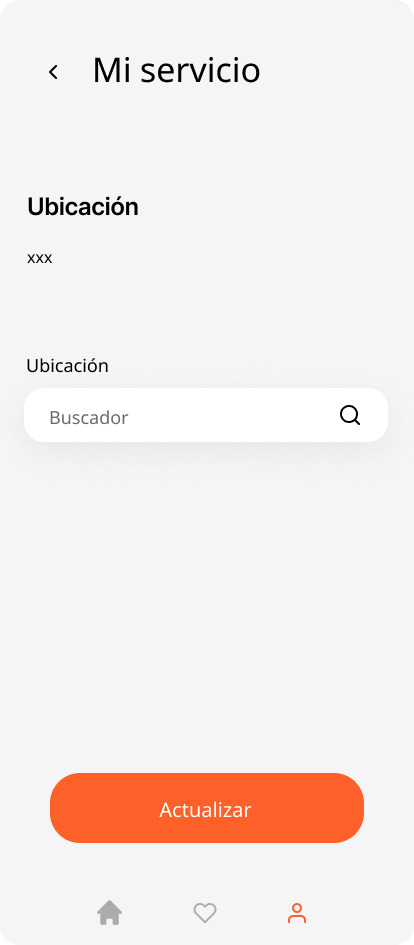 Mi servicio
Ubicación
xxx
Ubicación
Buscador
Actualizar